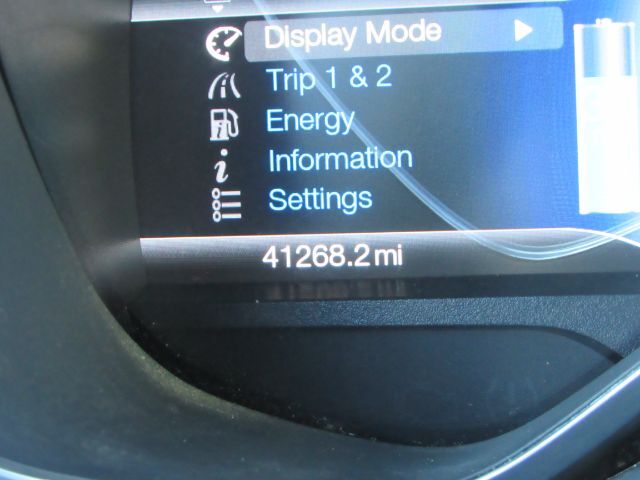 Display Mode
Trip 1 & 2
Energy
Information
Settings
41268.2 mi